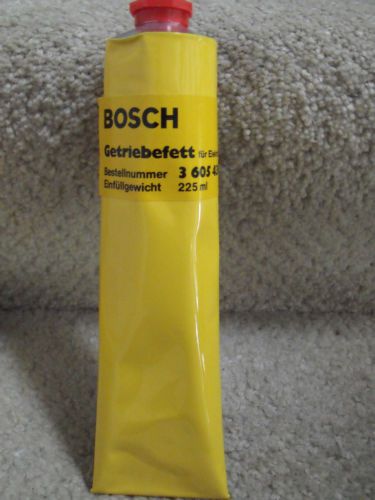 BOSCH
Getriebefett für
Bestellnummer 3 605
Einfüllgewicht 225 ml